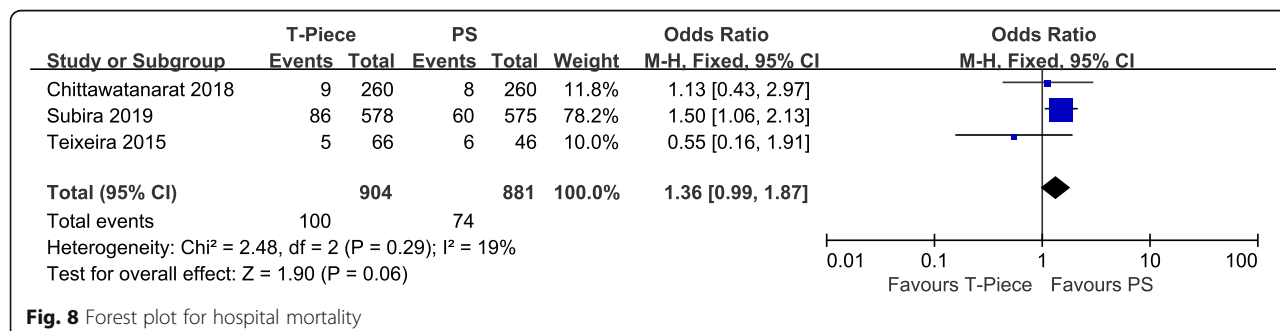 T-Piece PS Odds Ratio Odds Ratio
Study or Subgroup Events Total Events Total Weight M-H, Fixed, 95% CI M-H, Fixed, 95% CI
Chittawatanarat 2018 9 260 8 260 11.8% 1.13 [0.43, 2.97]
Subira 2019 86 578 60 575 78.2% 1.50 [1.06, 2.13]
Teixeira 2015 5 66 6 46 10.0% 0.55 [0.16, 1.91]
Total (95% CI) 904 881 100.0% 1.36 [0.99, 1.87]
Total events 100 74
Heterogeneity: Chi² = 2.48, df = 2 (P = 0.29); I² = 19%
Test for overall effect: Z = 1.90 (P = 0.06)
0.01 0.1 1 10 100
Favours T-Piece Favours PS
Fig. 8 Forest plot for hospital mortality